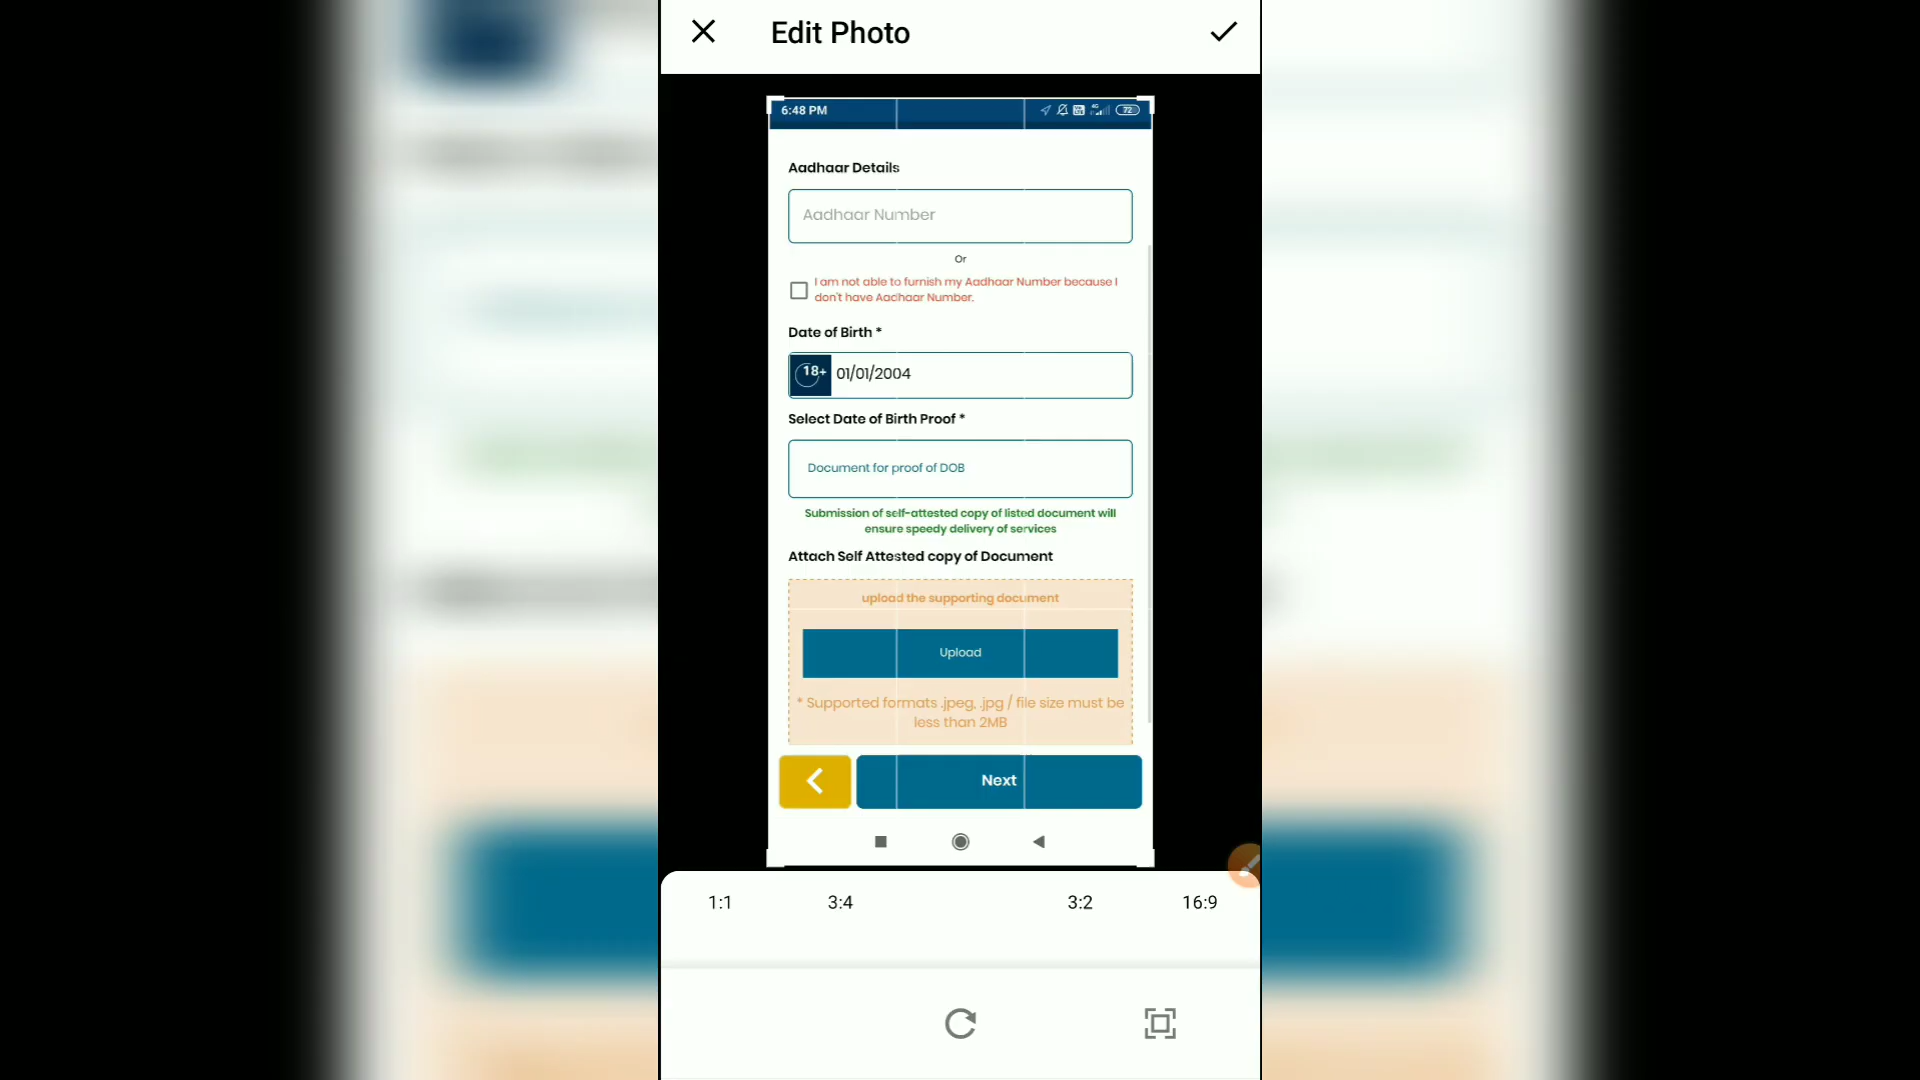 Edit Photo
6:48 PM
4G
72
Aadhaar Details
Aadhaar Number
Or
I am not able to furnish my Aadhaar Number because I
don't have Aadhaar Number.
Date of Birth *
18+ 01/01/2004
Select Date of Birth Proof *
Document for proof of DOB
Submission of self-attested copy of listed document will
ensure speedy delivery of services
Attach Self Attested copy of Document
upload the supporting document
Upload
* Supported formats .jpeg, .jpg / file size must be
less than 2MB
Next
1:1 3:4 3:2 16:9